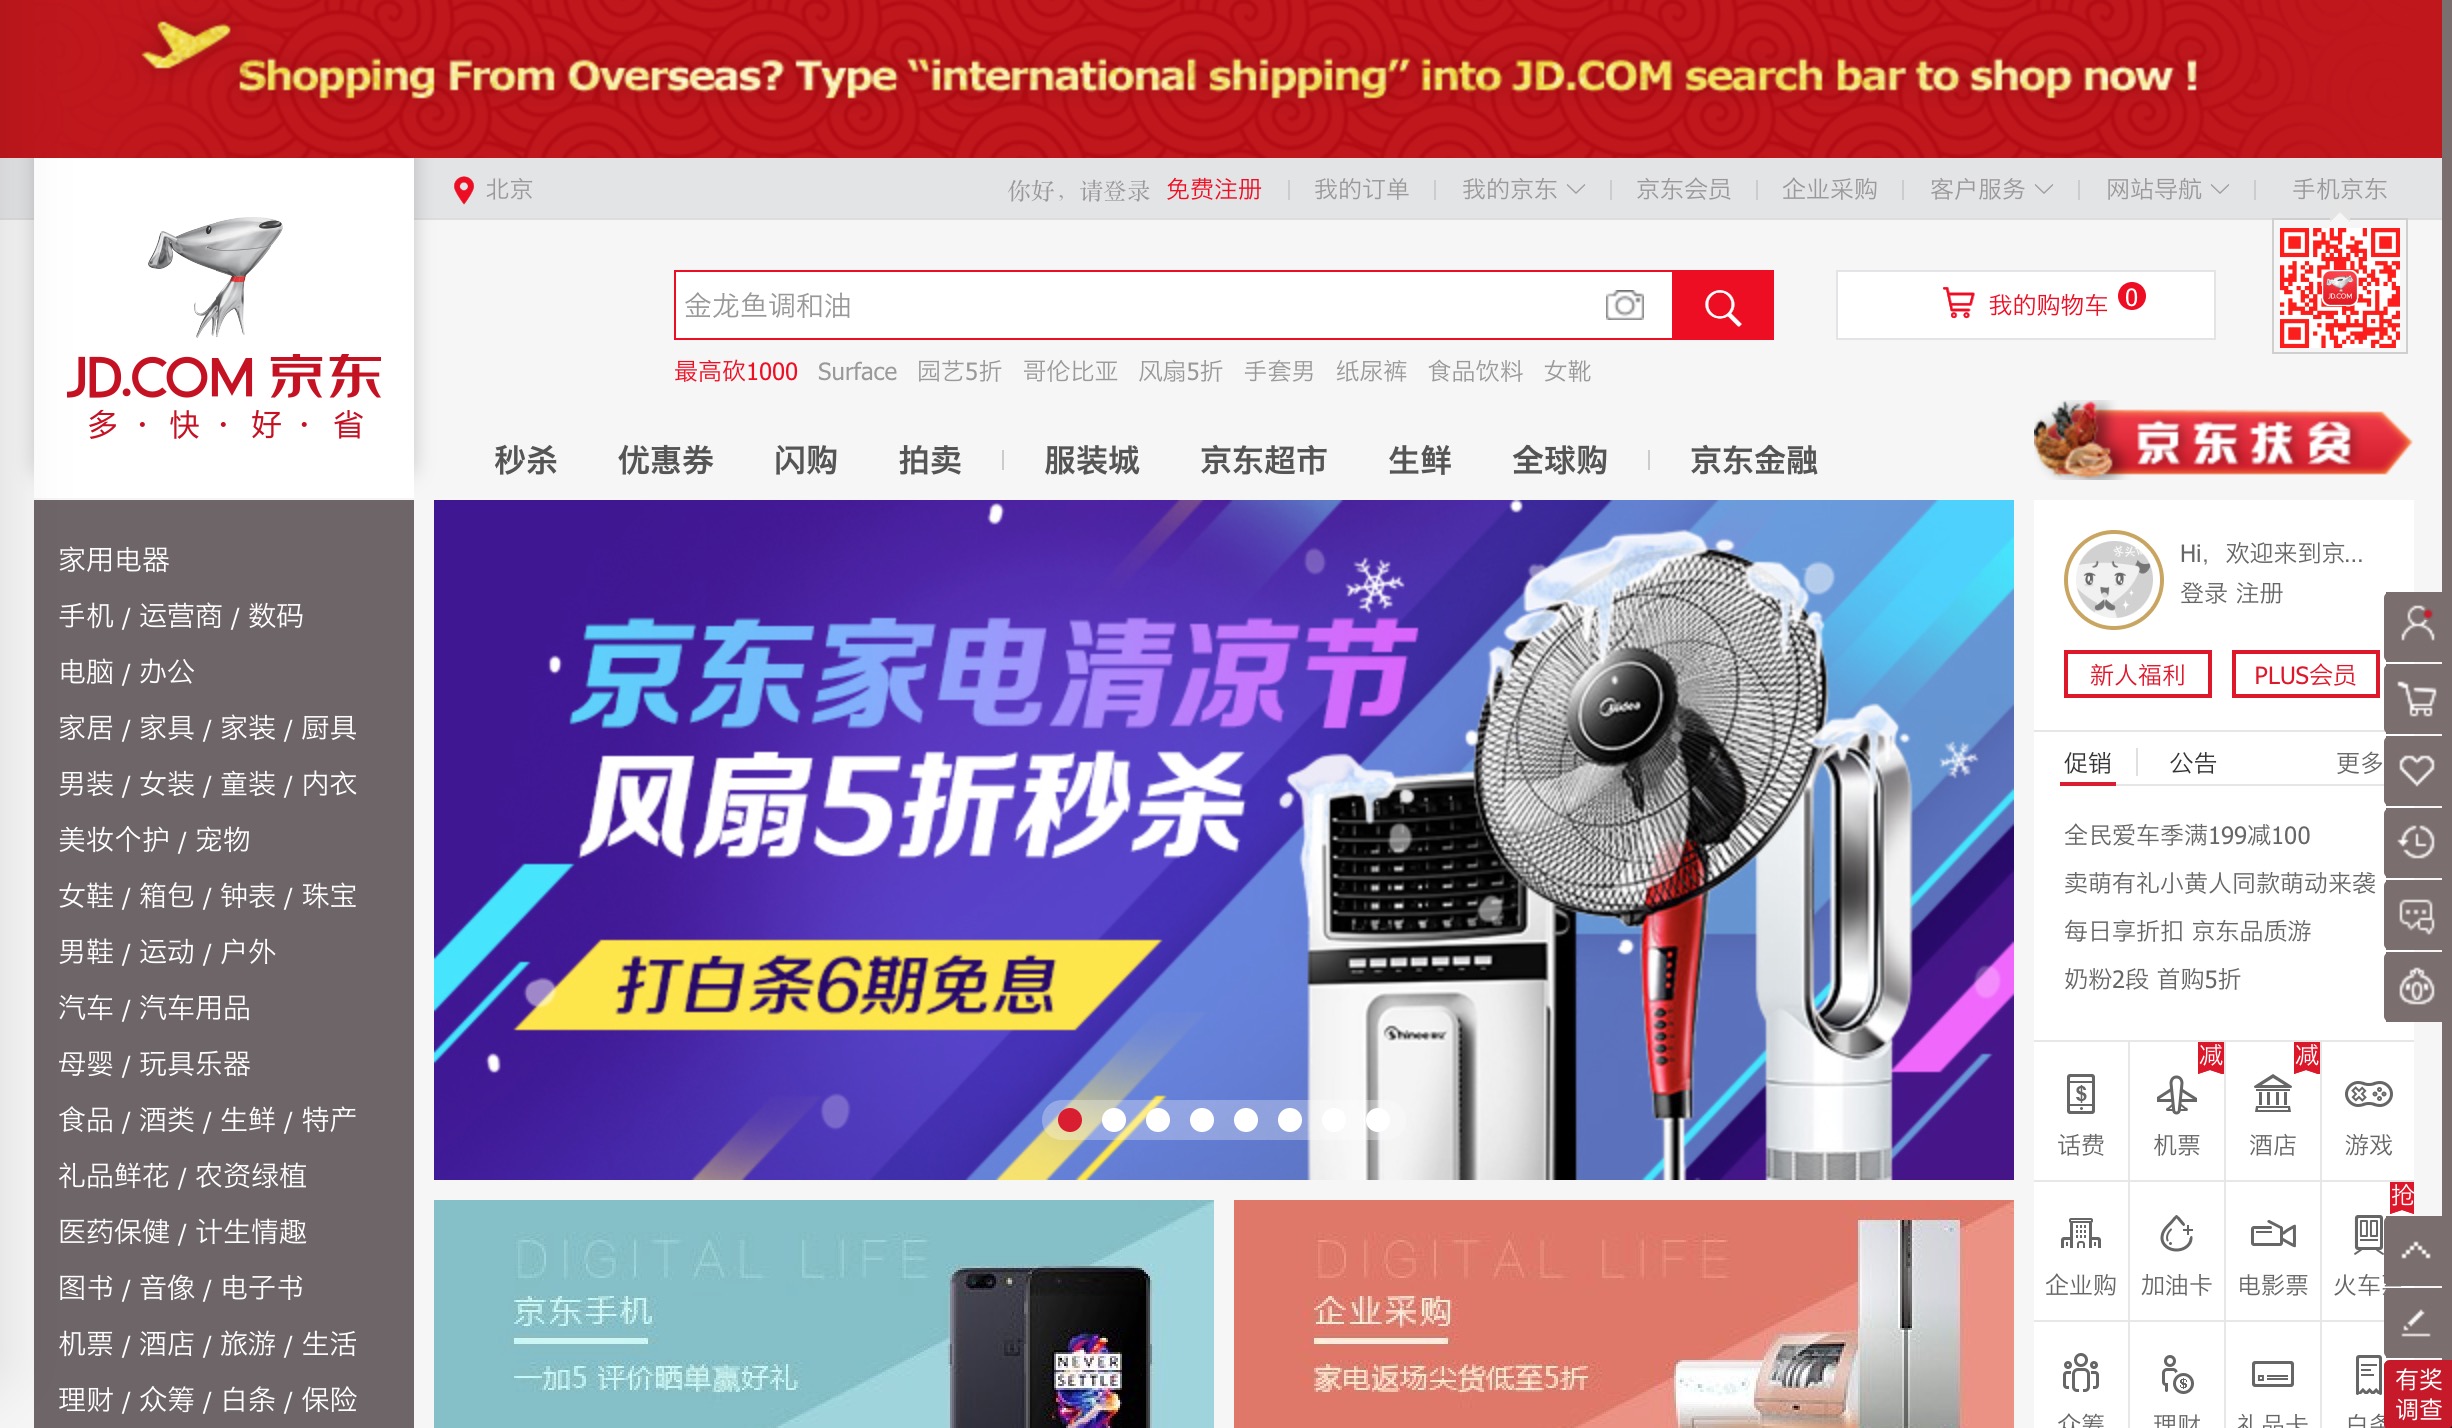 Shopping From Overseas? Type “international shipping” into JD.COM search bar to shop now !
北京
你好，请登录 免费注册 我的订单 我的京东 京东会员 企业采购 客户服务 网站导航 手机京东
JD.COM 京东
多·快·好·省
金龙鱼调和油
我的购物车 0
JD.COM
最高砍1000 Surface 园艺5折 哥伦比亚 风扇5折 手套男 纸尿裤 食品饮料 女靴
秒杀 优惠券 闪购 拍卖 服装城 京东超市 生鲜 全球购 京东金融
京东扶贫
家用电器
手机 / 运营商 / 数码
电脑 / 办公
家居 / 家具 / 家装 / 厨具
男装 / 女装 / 童装 / 内衣
美妆个护 / 宠物
女鞋 / 箱包 / 钟表 / 珠宝
男鞋 / 运动 / 户外
汽车 / 汽车用品
母婴 / 玩具乐器
食品 / 酒类 / 生鲜 / 特产
礼品鲜花 / 农资绿植
医药保健 / 计生情趣
图书 / 音像 / 电子书
机票 / 酒店 / 旅游 / 生活
理财 / 众筹 / 白条 / 保险
京东家电清凉节
风扇5折秒杀
打白条6期免息
Midea
Shinee
DIGITAL LIFE
京东手机
一加5 评价晒单赢好礼
NEVER
SETTLE
DIGITAL LIFE
企业采购
家电返场尖货低至5折
Hi，欢迎来到京...
登录 注册
新人福利 PLUS会员
促销 公告 更多
全民爱车季满199减100
卖萌有礼小黄人同款萌动来袭
每日享折扣 京东品质游
奶粉2段 首购5折
减 减
话费 机票 酒店 游戏
抢
企业购 加油卡 电影票 火车
众筹 理财 礼品卡 白条
有奖
调查